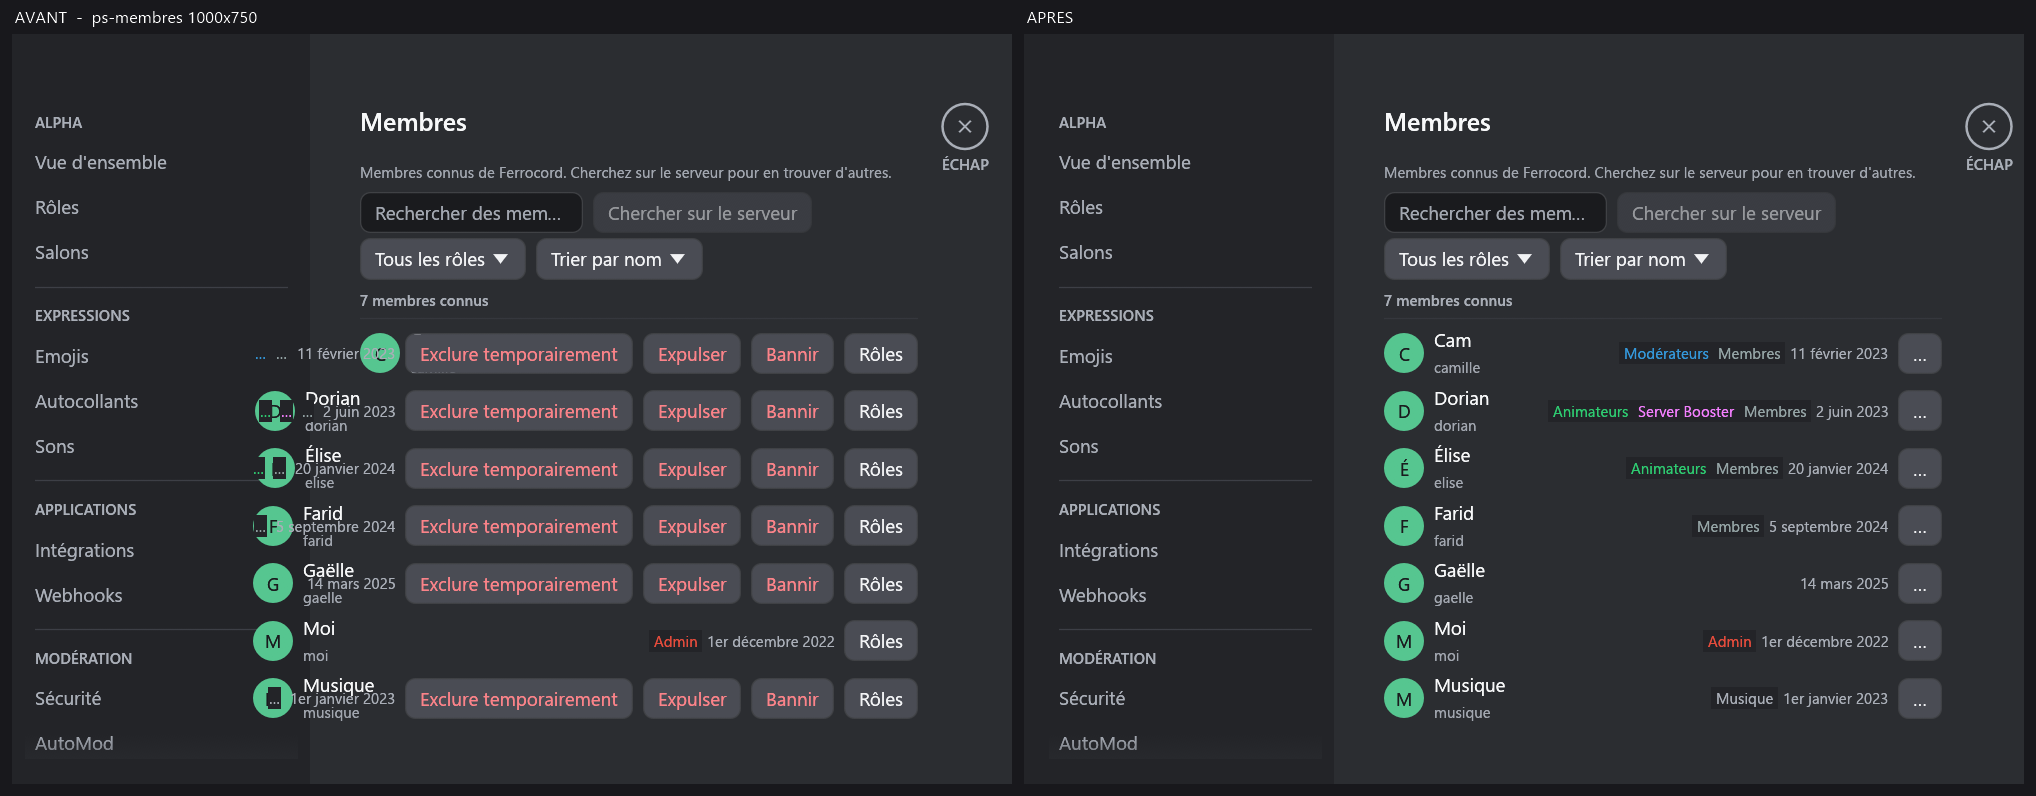 AVANT - ps-membres 1000x750
ALPHA
Vue d'ensemble
Rôles
Salons
EXPRESSIONS
Emojis
Autocollants
Sons
APPLICATIONS
Intégrations
Webhooks
MODÉRATION
Sécurité
AutoMod
Membres
×
ÉCHAP
Membres connus de Ferrocord. Cherchez sur le serveur pour en trouver d'autres.
Rechercher des mem... Chercher sur le serveur
Tous les rôles ▼ Trier par nom ▼
7 membres connus
... ... 11 février 2023 Exclure temporairement Expulser Bannir Rôles
Dorian
... ... ... 2 juin 2023 Exclure temporairement Expulser Bannir Rôles
dorian
Élise
... ... 20 janvier 2024 Exclure temporairement Expulser Bannir Rôles
elise
Farid
... F septembre 2024 Exclure temporairement Expulser Bannir Rôles
farid
Gaëlle
G 14 mars 2025 Exclure temporairement Expulser Bannir Rôles
gaelle
Moi
M Admin 1er décembre 2022 Rôles
moi
Musique
... 1er janvier 2023 Exclure temporairement Expulser Bannir Rôles
musique
APRES
ALPHA
Vue d'ensemble
Rôles
Salons
EXPRESSIONS
Emojis
Autocollants
Sons
APPLICATIONS
Intégrations
Webhooks
MODÉRATION
Sécurité
AutoMod
Membres
×
ÉCHAP
Membres connus de Ferrocord. Cherchez sur le serveur pour en trouver d'autres.
Rechercher des mem... Chercher sur le serveur
Tous les rôles ▼ Trier par nom ▼
7 membres connus
Cam
C Modérateurs Membres 11 février 2023 ...
camille
Dorian
D Animateurs Server Booster Membres 2 juin 2023 ...
dorian
Élise
É Animateurs Membres 20 janvier 2024 ...
elise
Farid
F Membres 5 septembre 2024 ...
farid
Gaëlle
G 14 mars 2025 ...
gaelle
Moi
M Admin 1er décembre 2022 ...
moi
Musique
M Musique 1er janvier 2023 ...
musique